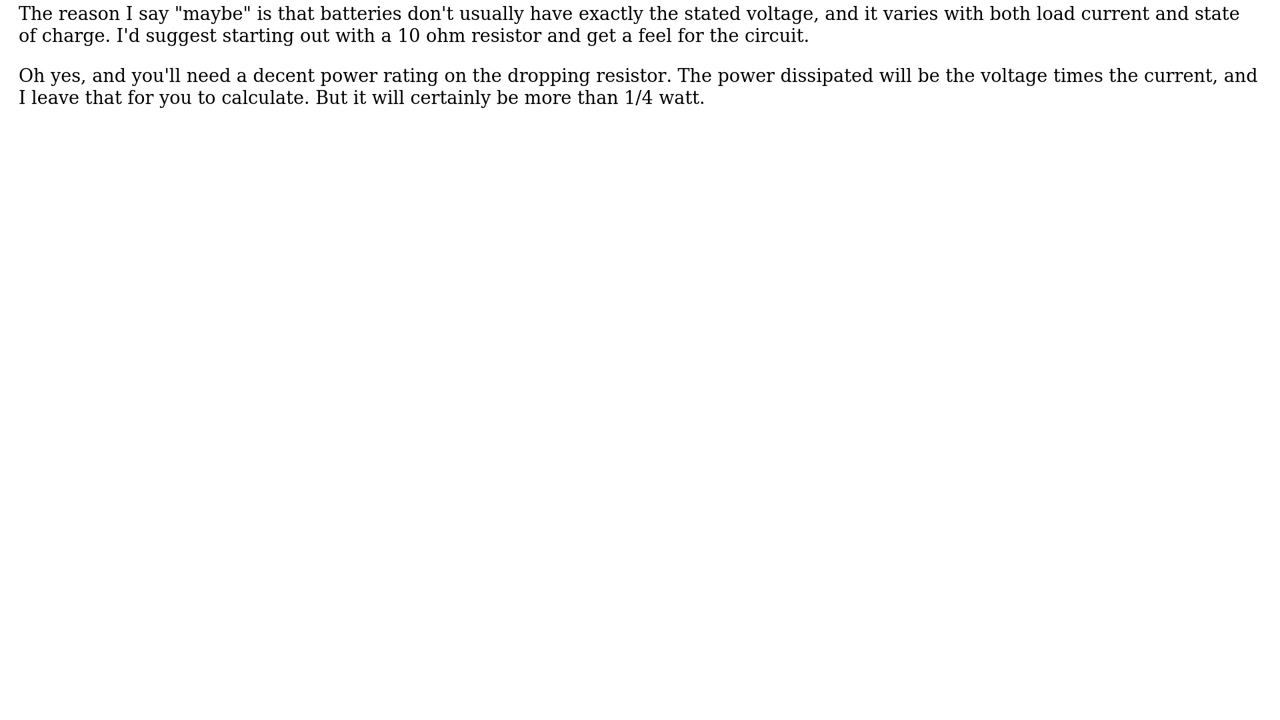 The reason I say "maybe" is that batteries don't usually have exactly the stated voltage, and it varies with both load current and state
of charge. I'd suggest starting out with a 10 ohm resistor and get a feel for the circuit.
Oh yes, and you'll need a decent power rating on the dropping resistor. The power dissipated will be the voltage times the current, and
I leave that for you to calculate. But it will certainly be more than 1/4 watt.